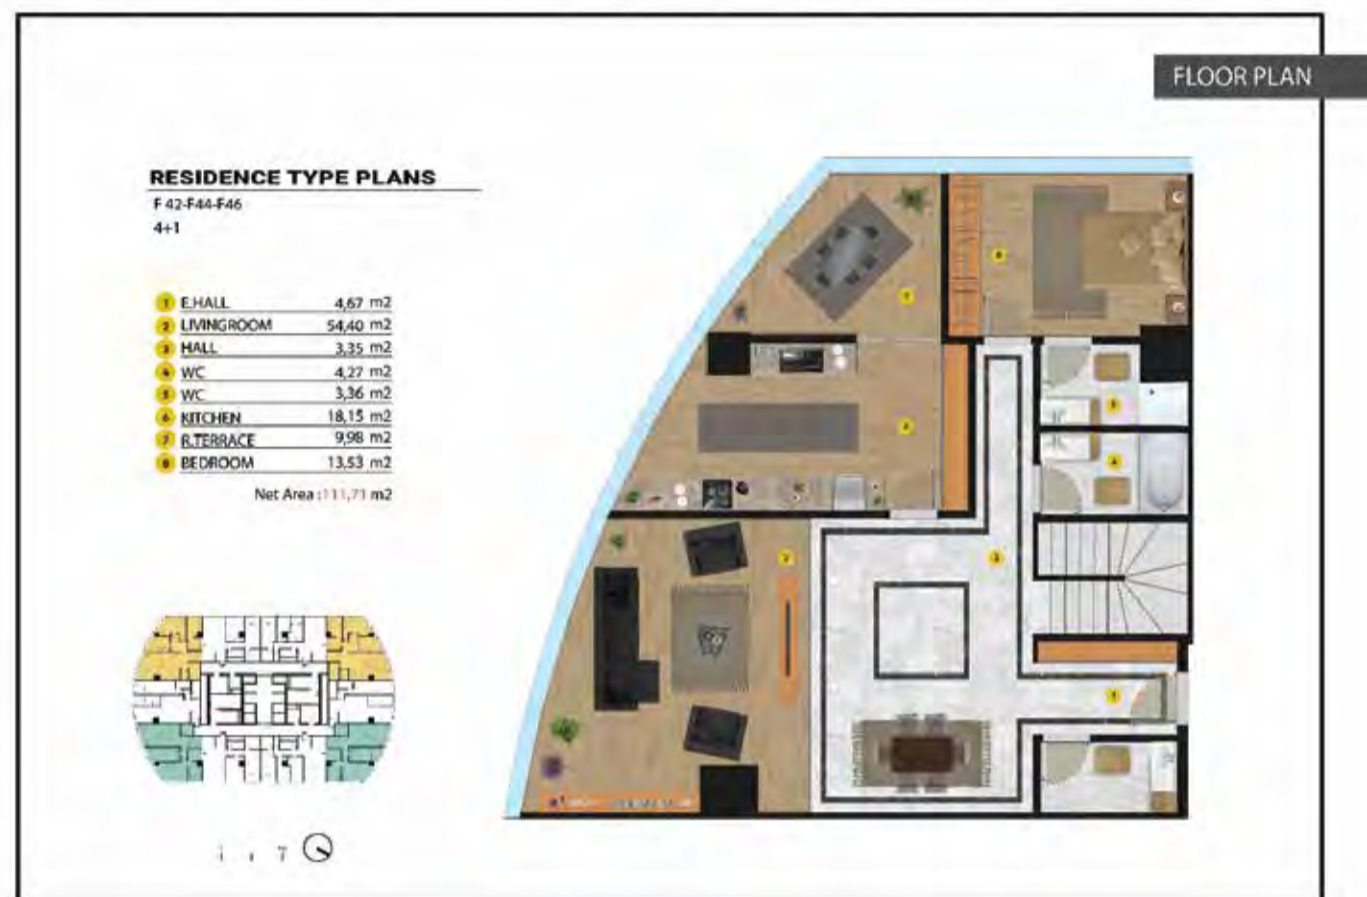 FLOOR PLAN
RESIDENCE TYPE PLANS
F 42-F44-F46
4+1
1 E.HALL 4,67 m2
2 LIVINGROOM 54,40 m2
3 HALL 3,35 m2
4 WC 4,27 m2
5 WC 3,36 m2
6 KITCHEN 18,15 m2
7 R.TERRACE 9,98 m2
8 BEDROOM 13,53 m2
Net Area :111,71 m2